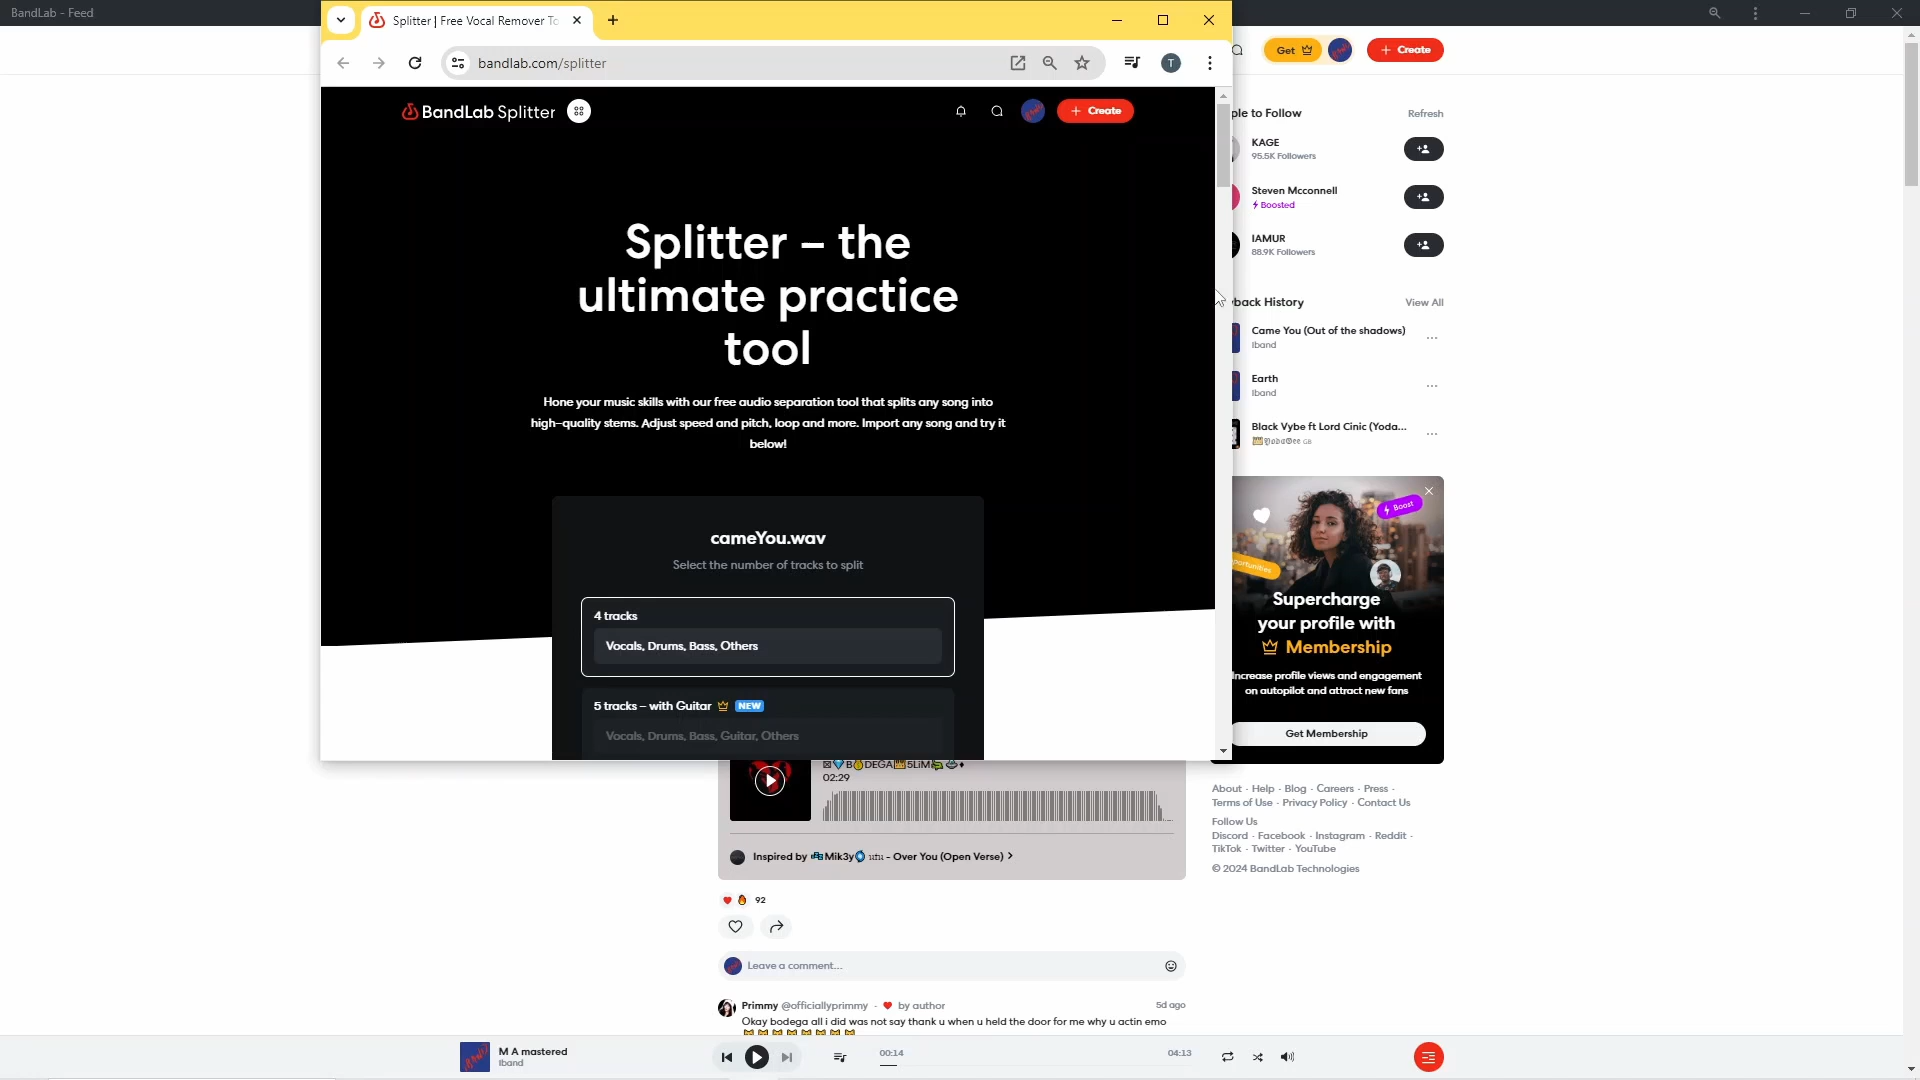 BandLab - Feed
Splitter | Free Vocal Remover To
bandlab.com/splitter
T
Get
Create
BandLab Splitter
Create
Splitter – the
ultimate practice
tool
Hone your music skills with our free audio separation tool that splits any song into
high-quality stems. Adjust speed and pitch, loop and more. Import any song and try it
below!
cameYou.wav
Select the number of tracks to split
4 tracks
Vocals, Drums, Bass, Others
5 tracks – with Guitar NEW
Vocals, Drums, Bass, Guitar, Others
ple to Follow
Refresh
KAGE
95.5K Followers
Steven Mcconnell
Boosted
IAMUR
88.9K Followers
back History
View All
Came You (Out of the shadows)
Iband
Earth
Iband
Black Vybe ft Lord Cinic (Yoda...
Boost
portunities
Supercharge
your profile with
Membership
Increase profile views and engagement
on autopilot and attract new fans
Get Membership
02:29
Inspired by Mik3y - Over You (Open Verse)
92
Leave a comment...
Primmy @officiallyprimmy · by author
5d ago
Okay bodega all i did was not say thank u when u held the door for me why u actin emo
About · Help · Blog · Careers · Press ·
Terms of Use · Privacy Policy · Contact Us
Follow Us
Discord · Facebook · Instagram · Reddit ·
TikTok · Twitter · YouTube
© 2024 BandLab Technologies
M A mastered
Iband
00:14
04:13